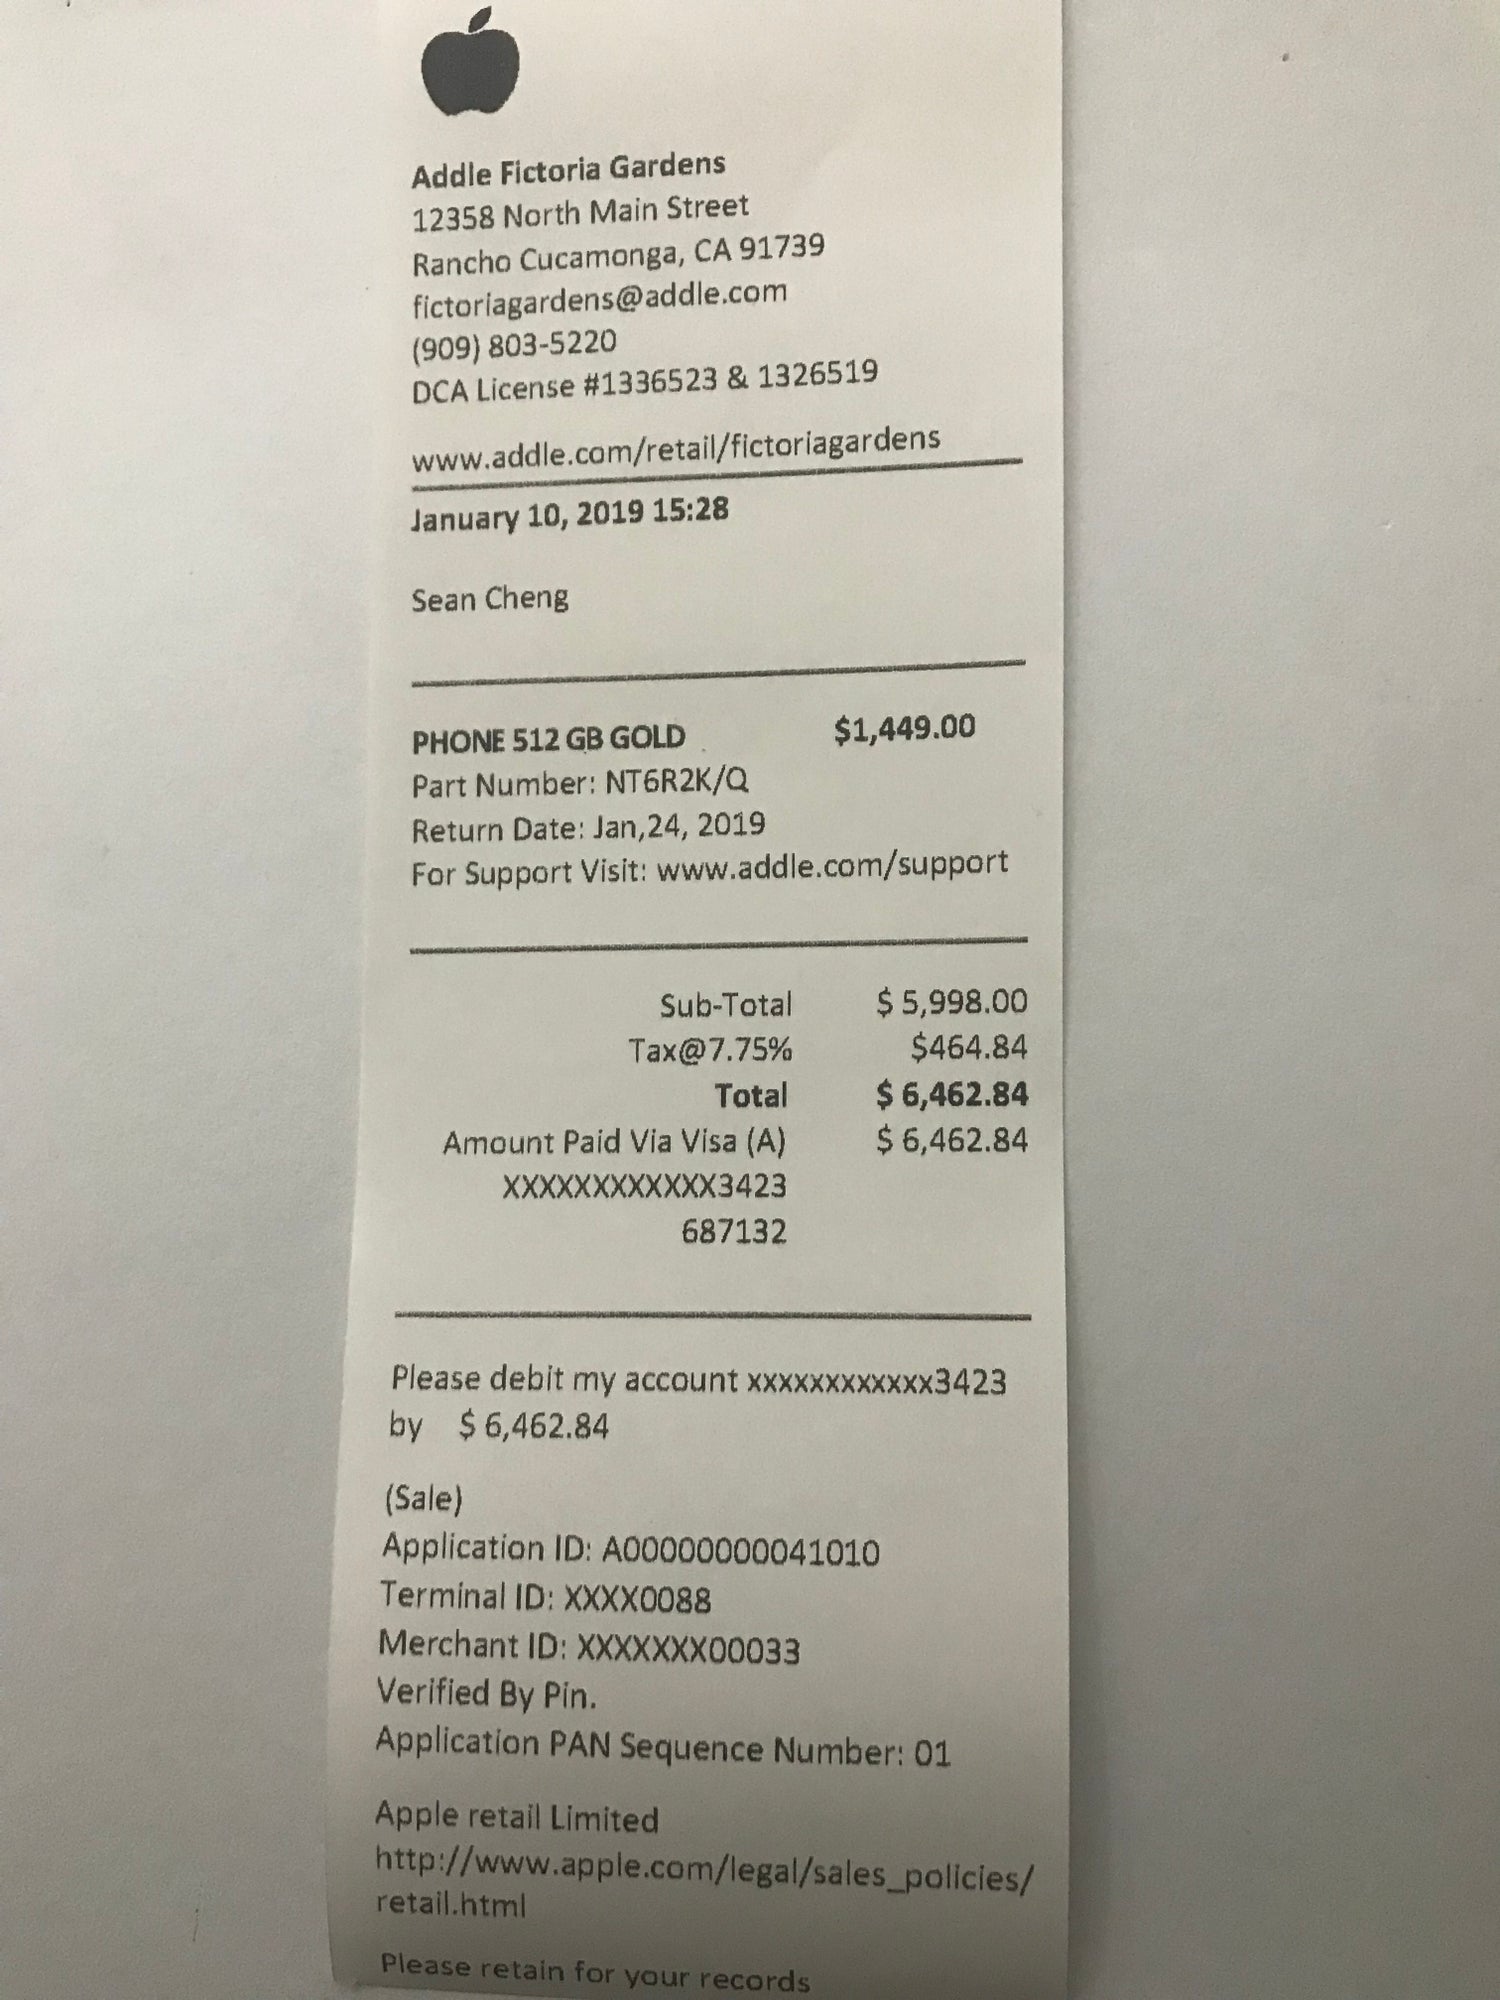 Addle Fictoria Gardens
12358 North Main Street
Rancho Cucamonga, CA 91739
fictoriagardens@addle.com
(909) 803-5220
DCA License #1336523 & 1326519
www.addle.com/retail/fictoriagardens
January 10, 2019 15:28
Sean Cheng
PHONE 512 GB GOLD $1,449.00
Part Number: NT6R2K/Q
Return Date: Jan,24, 2019
For Support Visit: www.addle.com/support
Sub-Total $ 5,998.00
Tax@7.75% $464.84
Total $ 6,462.84
Amount Paid Via Visa (A) $ 6,462.84
XXXXXXXXXXXX3423
687132
Please debit my account xxxxxxxxxxxx3423
by $ 6,462.84
(Sale)
Application ID: A00000000041010
Terminal ID: XXXX0088
Merchant ID: XXXXXXX00033
Verified By Pin.
Application PAN Sequence Number: 01
Apple retail Limited
http://www.apple.com/legal/sales_policies/
retail.html
Please retain for your records